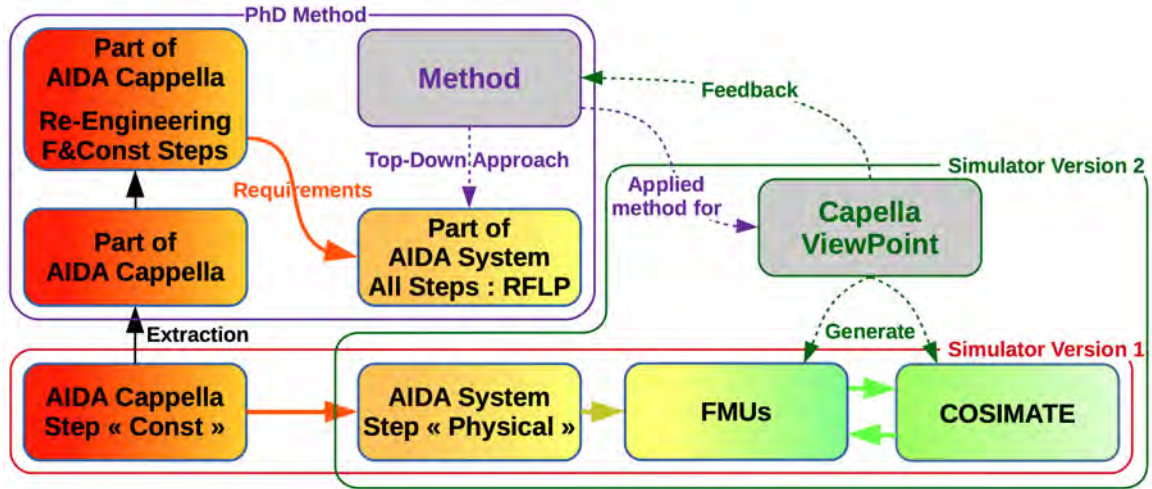 PhD Method
Part of
AIDA Cappella
Re-Engineering
F&Const Steps
Method
Feedback
Top-Down Approach
Requirements
Simulator Version 2
Applied
method for
Capella
ViewPoint
Part of
AIDA Cappella
Part of
AIDA System
All Steps : RFLP
Extraction
Generate
Simulator Version 1
AIDA Cappella
Step « Const »
AIDA System
Step « Physical »
FMUs
COSIMATE